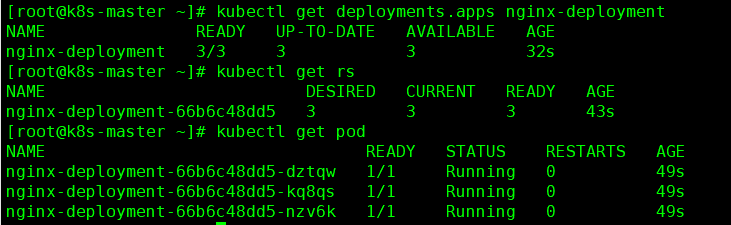 [root@k8s-master ~]# kubectl get deployments.apps nginx-deployment
NAME               READY   UP-TO-DATE   AVAILABLE   AGE
nginx-deployment   3/3     3            3           32s
[root@k8s-master ~]# kubectl get rs
NAME                          DESIRED   CURRENT   READY   AGE
nginx-deployment-66b6c48dd5   3         3         3       43s
[root@k8s-master ~]# kubectl get pod
NAME                                READY   STATUS    RESTARTS   AGE
nginx-deployment-66b6c48dd5-dztqw   1/1     Running   0          49s
nginx-deployment-66b6c48dd5-kq8qs   1/1     Running   0          49s
nginx-deployment-66b6c48dd5-nzv6k   1/1     Running   0          49s